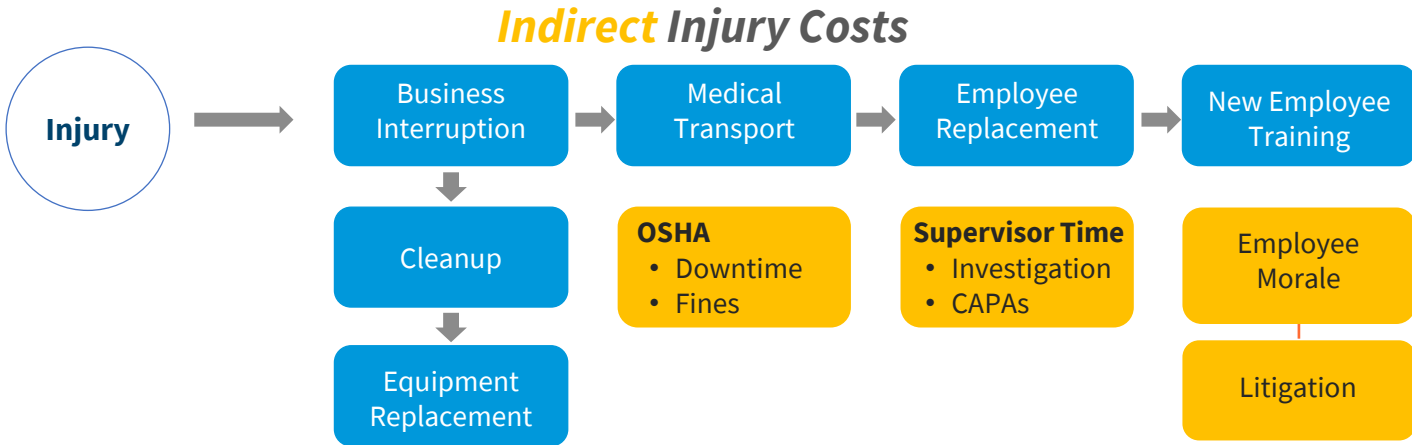 Indirect Injury Costs
Injury
Business
Interruption
Medical
Transport
Employee
Replacement
New Employee
Training
Cleanup
OSHA
• Downtime
• Fines
Supervisor Time
• Investigation
• CAPAs
Employee
Morale
Equipment
Replacement
Litigation